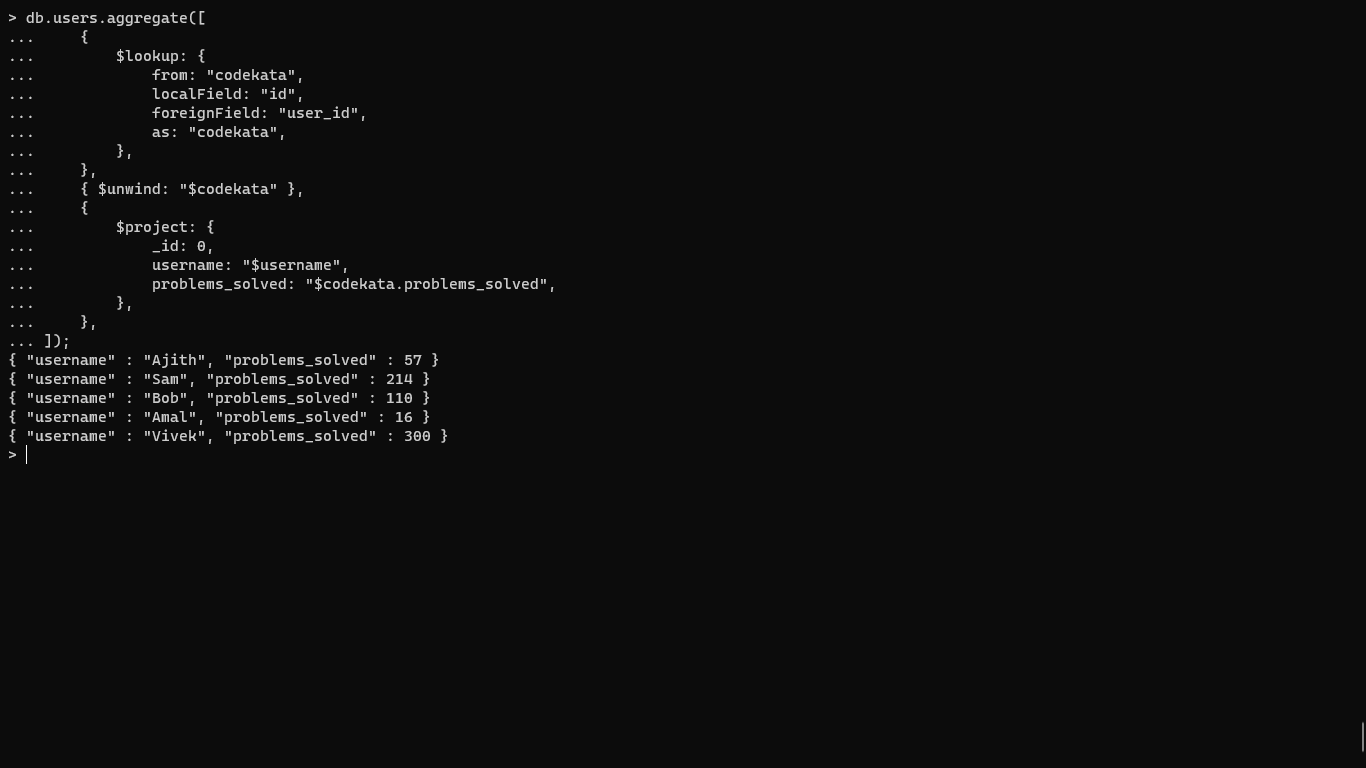 > db.users.aggregate([
...     {
...         $lookup: {
...             from: "codekata",
...             localField: "id",
...             foreignField: "user_id",
...             as: "codekata",
...         },
...     },
...     { $unwind: "$codekata" },
...     {
...         $project: {
...             _id: 0,
...             username: "$username",
...             problems_solved: "$codekata.problems_solved",
...         },
...     },
... ]);
{ "username" : "Ajith", "problems_solved" : 57 }
{ "username" : "Sam", "problems_solved" : 214 }
{ "username" : "Bob", "problems_solved" : 110 }
{ "username" : "Amal", "problems_solved" : 16 }
{ "username" : "Vivek", "problems_solved" : 300 }
>